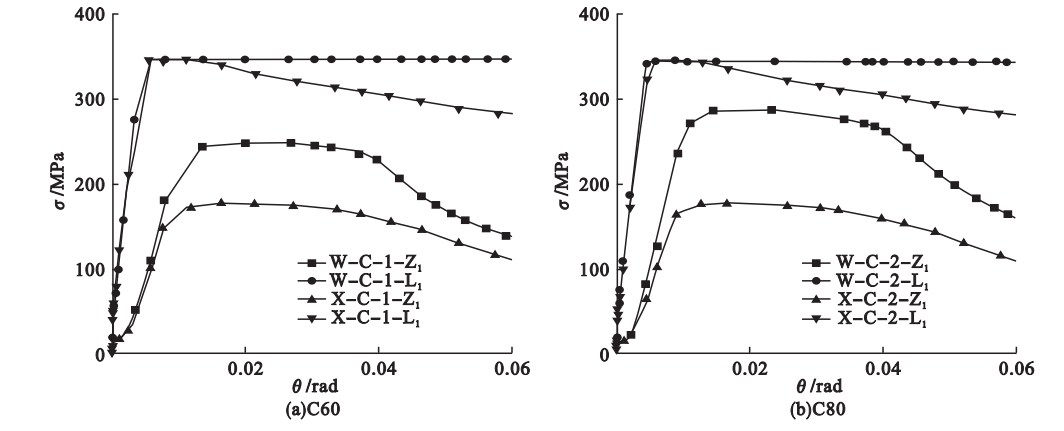 400
300
200
100
0
σ/MPa
W-C-1-Z₁
W-C-1-L₁
X-C-1-Z₁
X-C-1-L₁
0.02
0.04
0.06
θ/rad
(a)C60
400
300
200
100
0
σ/MPa
W-C-2-Z₁
W-C-2-L₁
X-C-2-Z₁
X-C-2-L₁
0.02
0.04
0.06
θ/rad
(b)C80